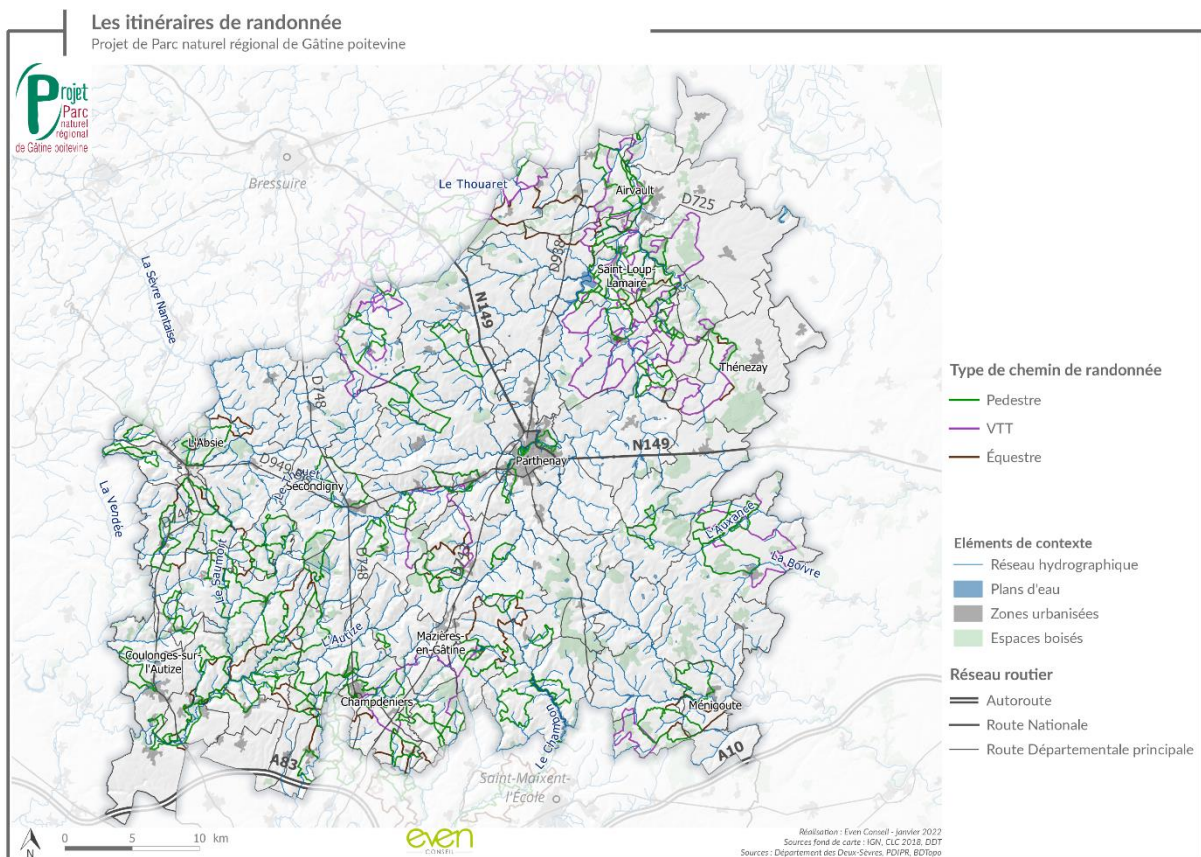 Les itinéraires de randonnée
Projet de Parc naturel régional de Gâtine poitevine
Projet
Parc
naturel
régional
de Gâtine poitevine
Bressuire
Le Thouaret
Airvault
D725
D938
La Sèvre Nantaise
Saint-Loup-
Lamairé
N149
Thénezay
D748
L'Absie
D949
Parthenay
N149
Secondigny
La Vendée
D744
L'Auxance
La Boivre
Le Saumort
D748
D743
L'Autize
Mazières-
en-Gâtine
Coulonges-sur-
l'Autize
Champdeniers
Ménigoute
Le Chambon
A83
A10
Saint-Maixent-
l'École
Type de chemin de randonnée
Pedestre
VTT
Équestre
Eléments de contexte
Réseau hydrographique
Plans d'eau
Zones urbanisées
Espaces boisés
Réseau routier
Autoroute
Route Nationale
Route Départementale principale
N
0 5 10 km
even
CONSEIL
Réalisation : Even Conseil - janvier 2022
Sources fond de carte : IGN, CLC 2018, DDT
Sources : Département des Deux-Sèvres, PDIPR, BDTopo